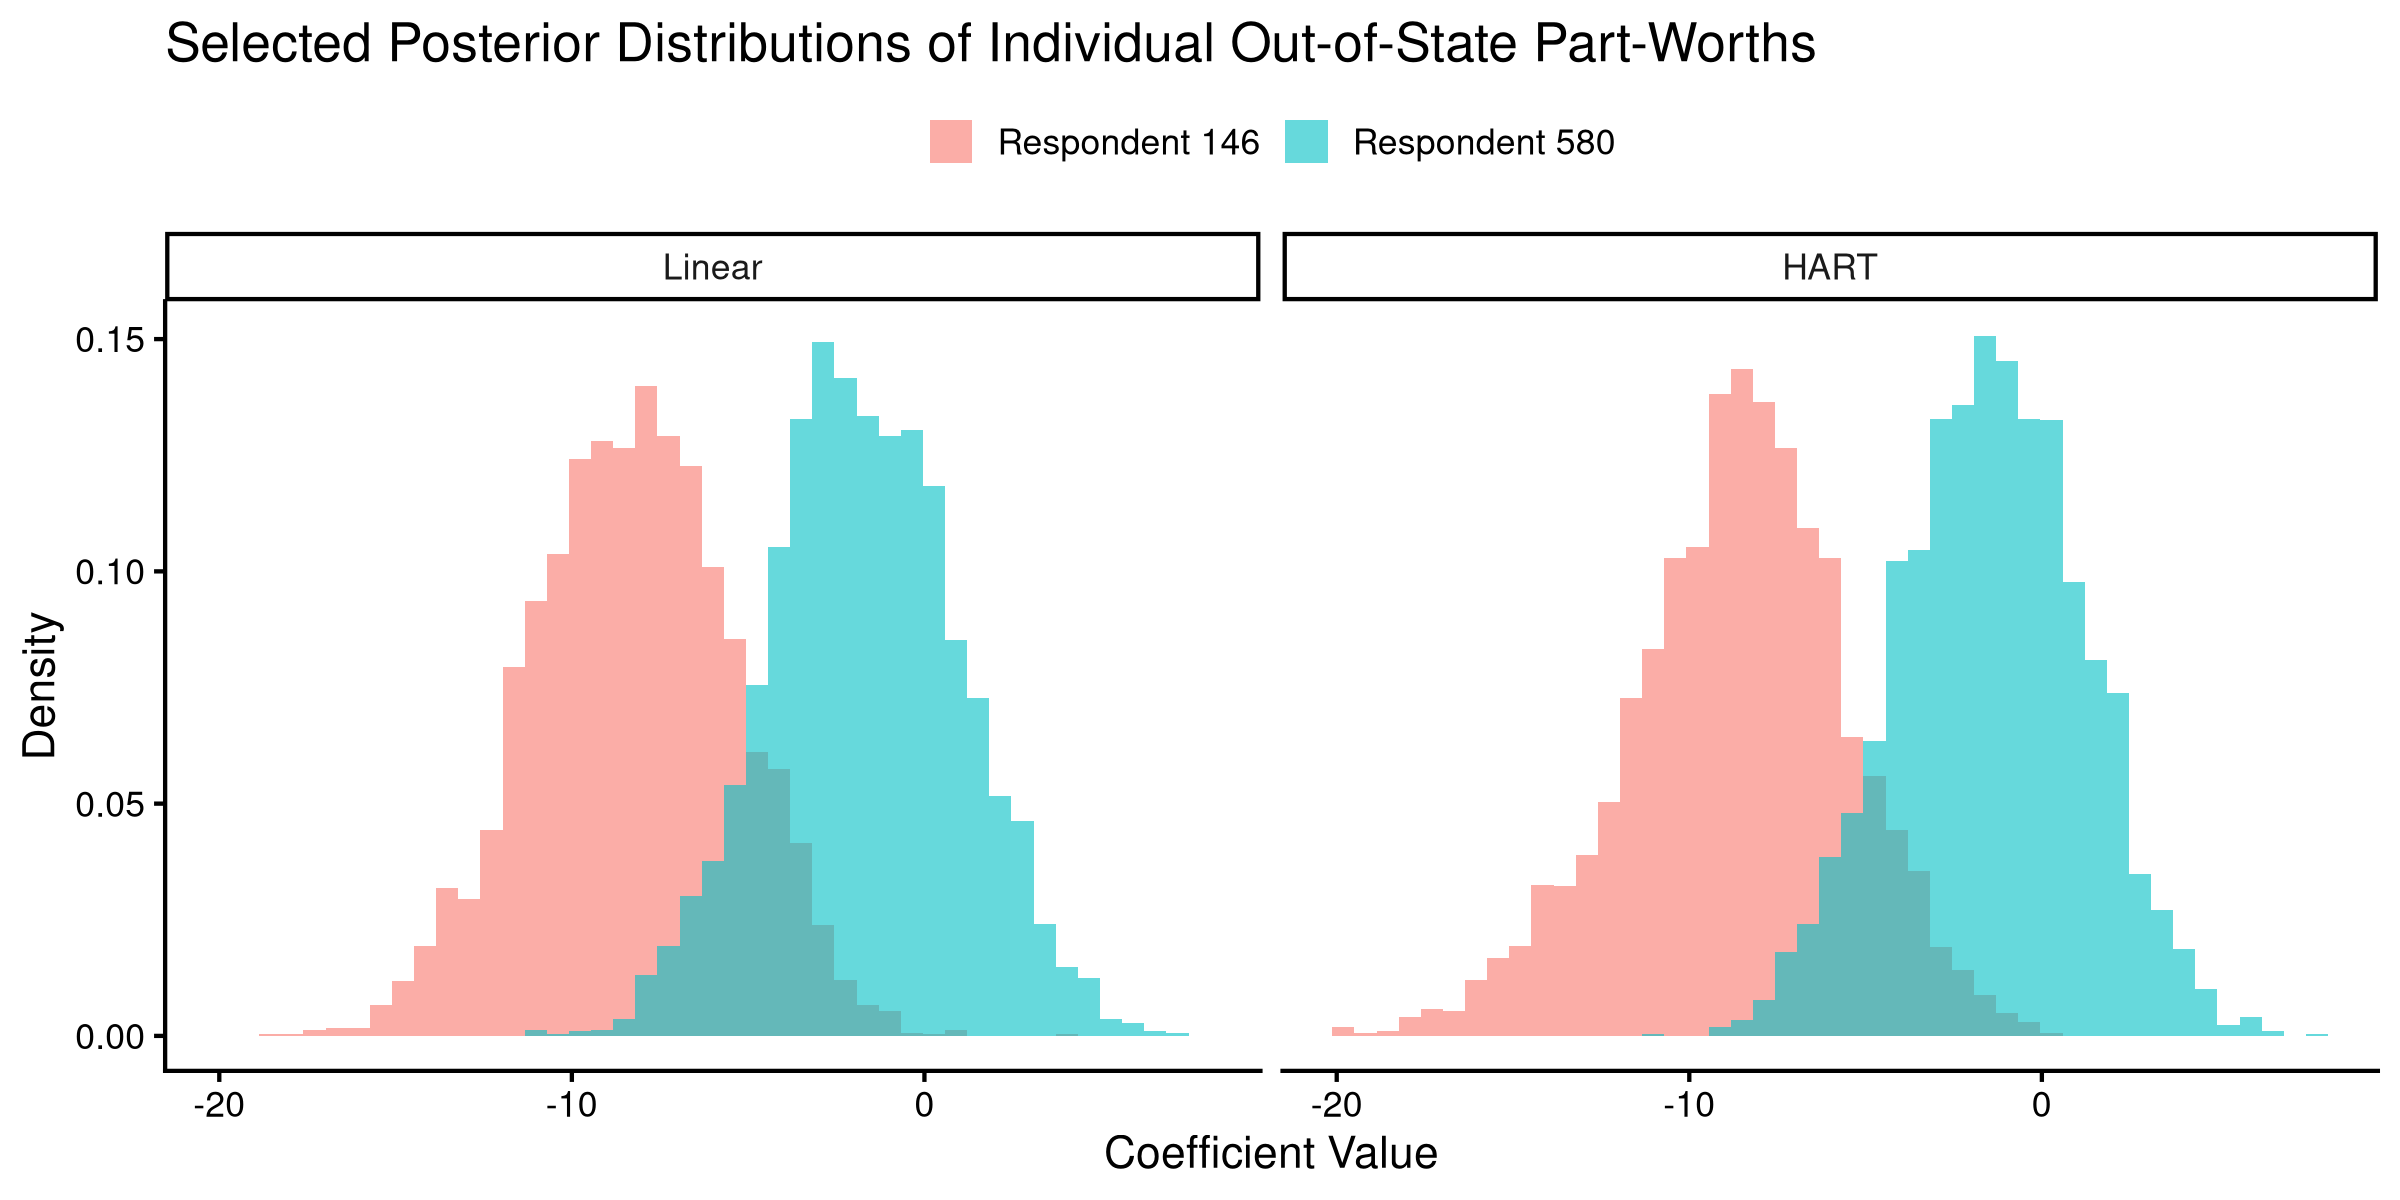 Selected Posterior Distributions of Individual Out-of-State Part-Worths
Respondent 146 Respondent 580
Linear HART
0.15
0.10
0.05
0.00
Density
-20 -10 0 -20 -10 0
Coefficient Value